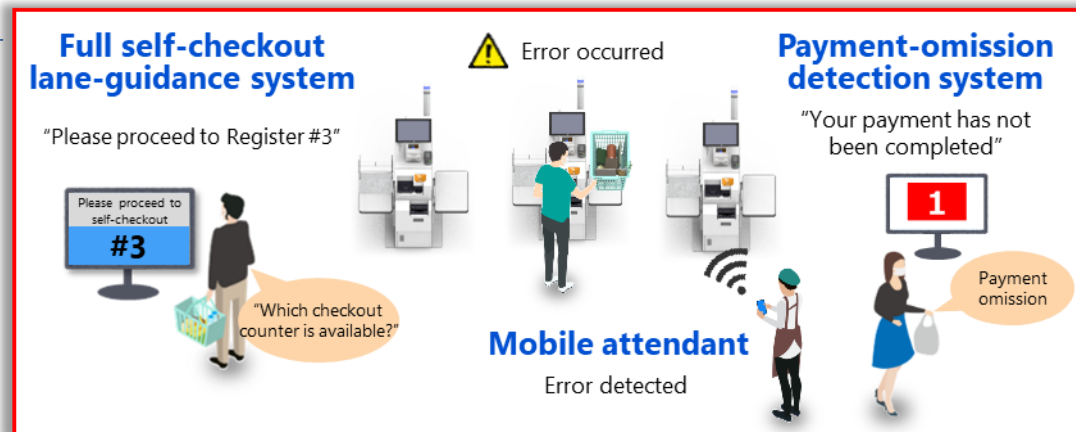 Full self-checkout
lane-guidance system
"Please proceed to Register #3"
Please proceed to
self-checkout
#3
"Which checkout
counter is available?"
Error occurred
Mobile attendant
Error detected
Payment-omission
detection system
"Your payment has not
been completed"
1
Payment
omission